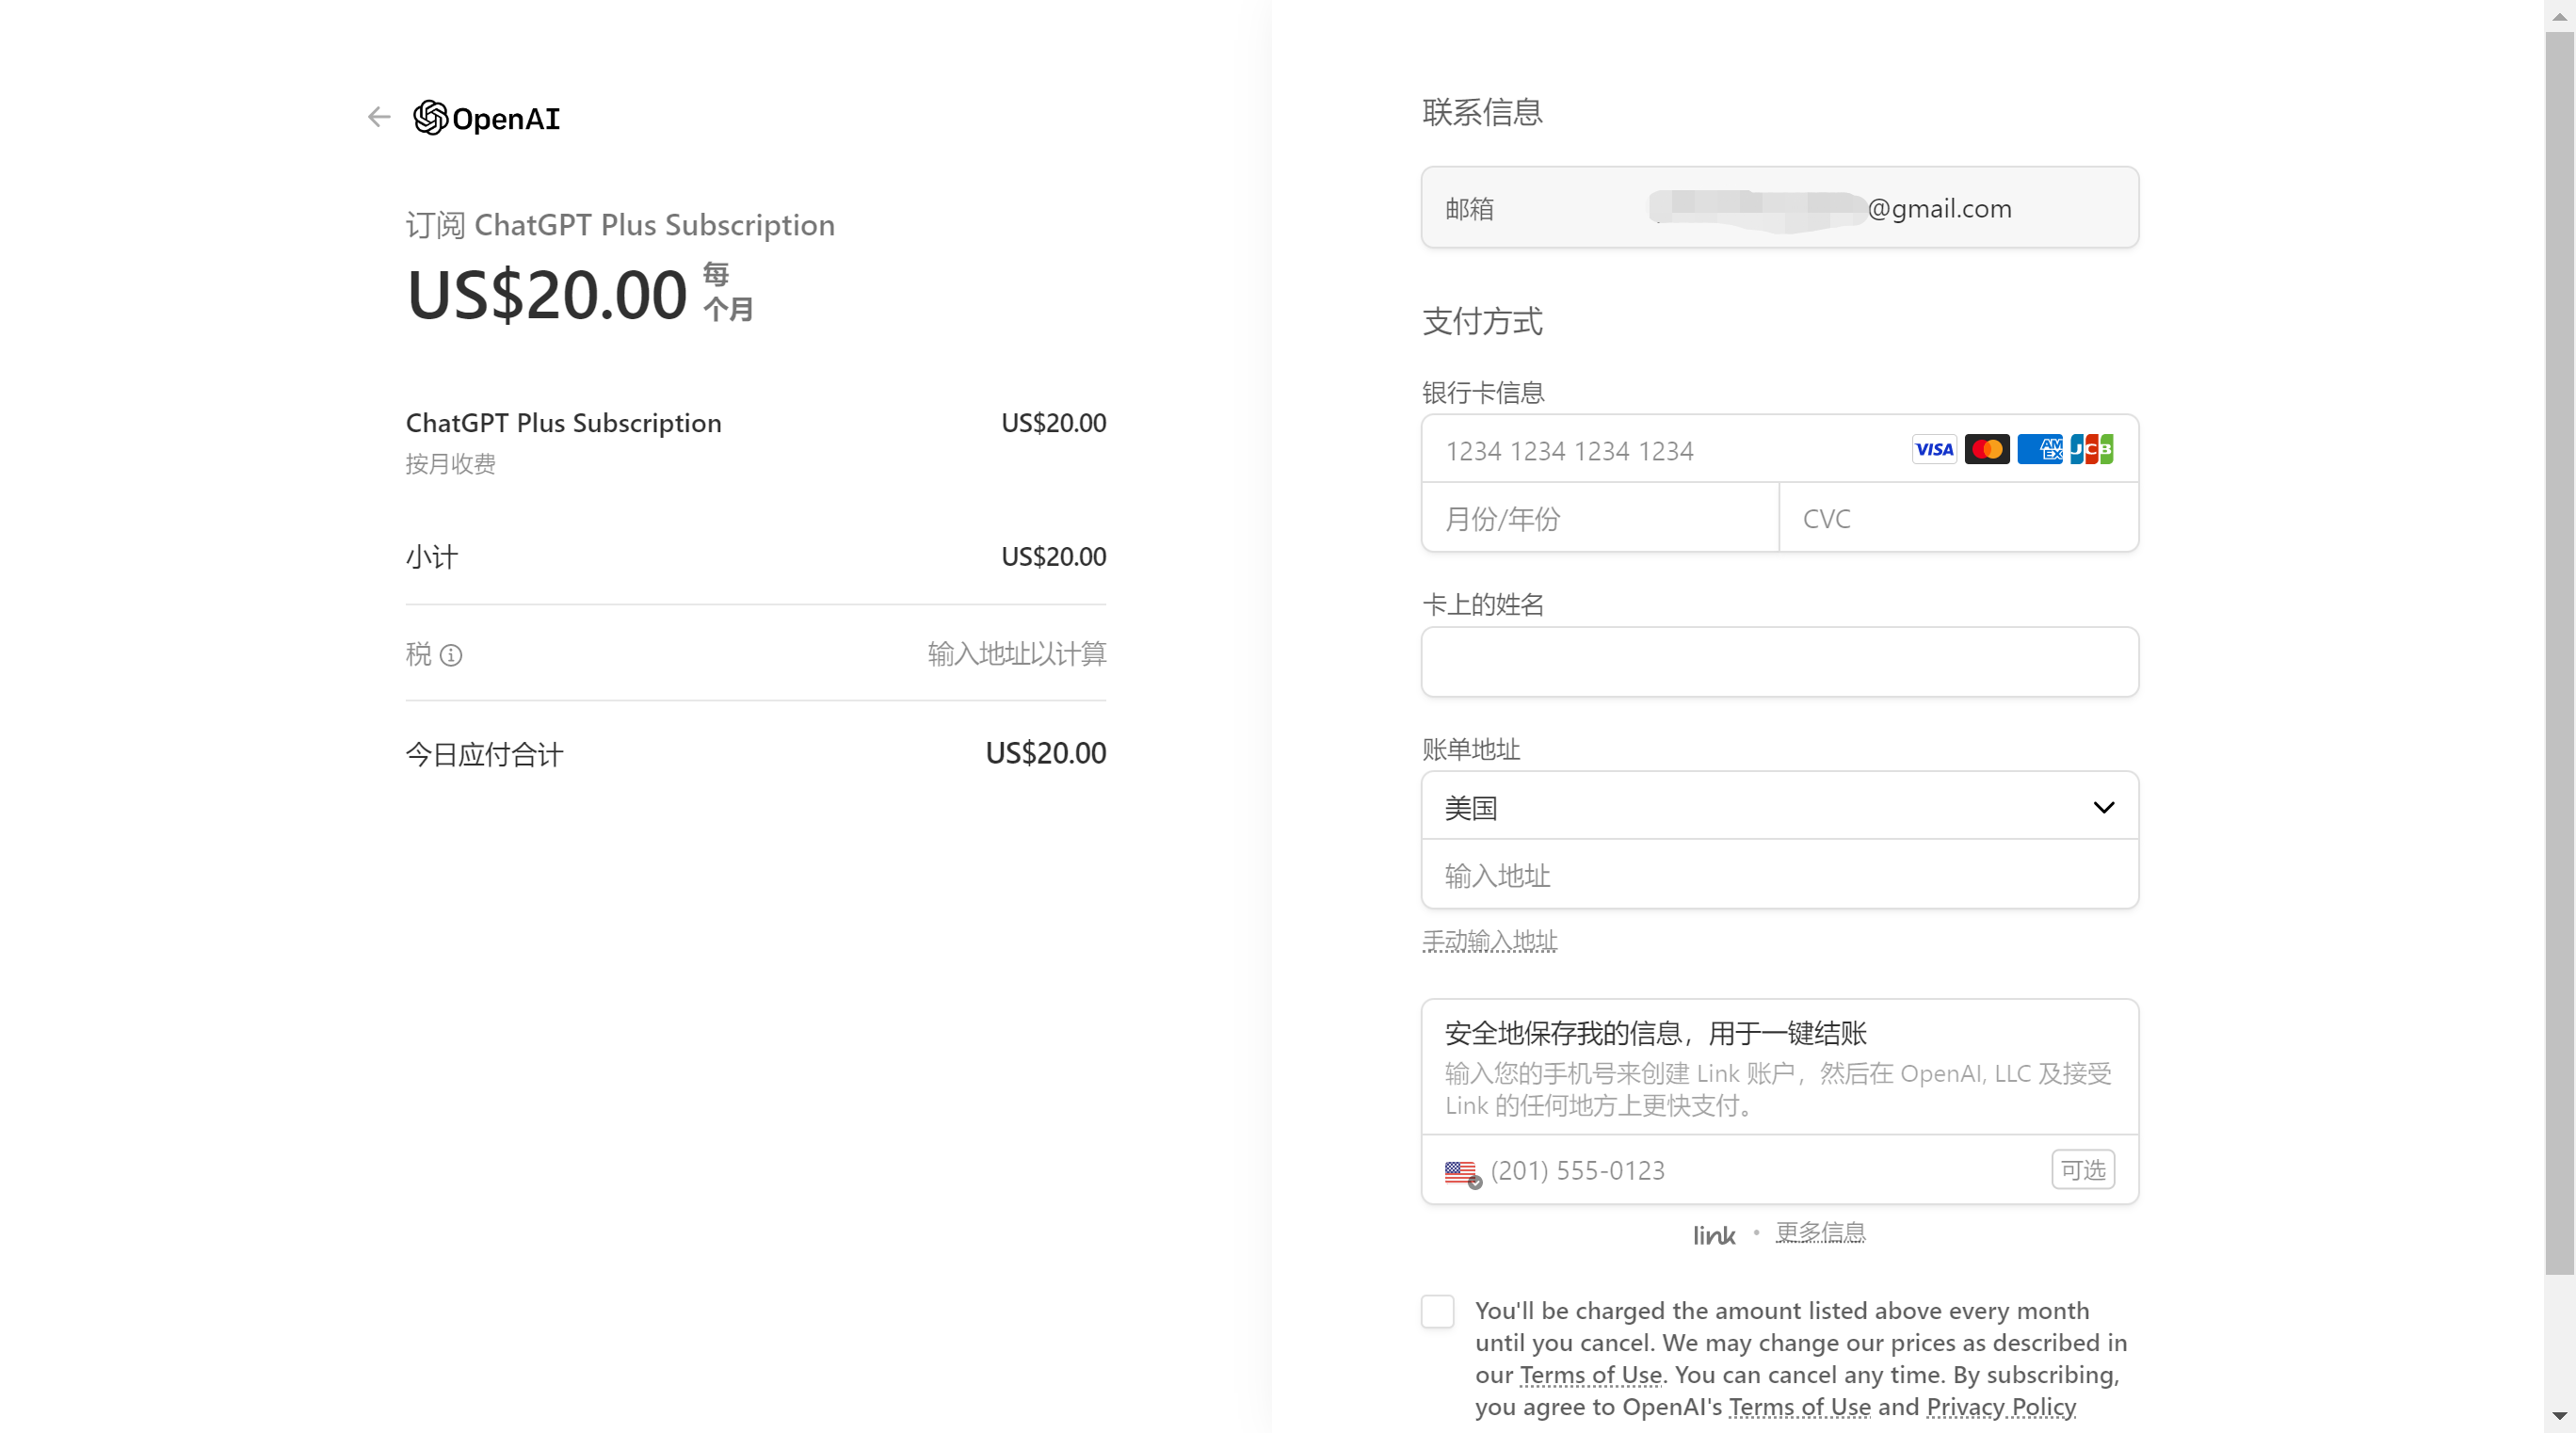 OpenAI
订阅 ChatGPT Plus Subscription
US$20.00 每
个月
ChatGPT Plus Subscription US$20.00
按月收费
小计 US$20.00
税 输入地址以计算
今日应付合计 US$20.00
联系信息
邮箱 @gmail.com
支付方式
银行卡信息
1234 1234 1234 1234 VISA AM EX JCB
月份/年份 CVC
卡上的姓名
账单地址
美国
输入地址
手动输入地址
安全地保存我的信息，用于一键结账
输入您的手机号来创建 Link 账户，然后在 OpenAI, LLC 及接受
Link 的任何地方上更快支付。
(201) 555-0123 可选
link · 更多信息
You'll be charged the amount listed above every month
until you cancel. We may change our prices as described in
our Terms of Use. You can cancel any time. By subscribing,
you agree to OpenAI's Terms of Use and Privacy Policy